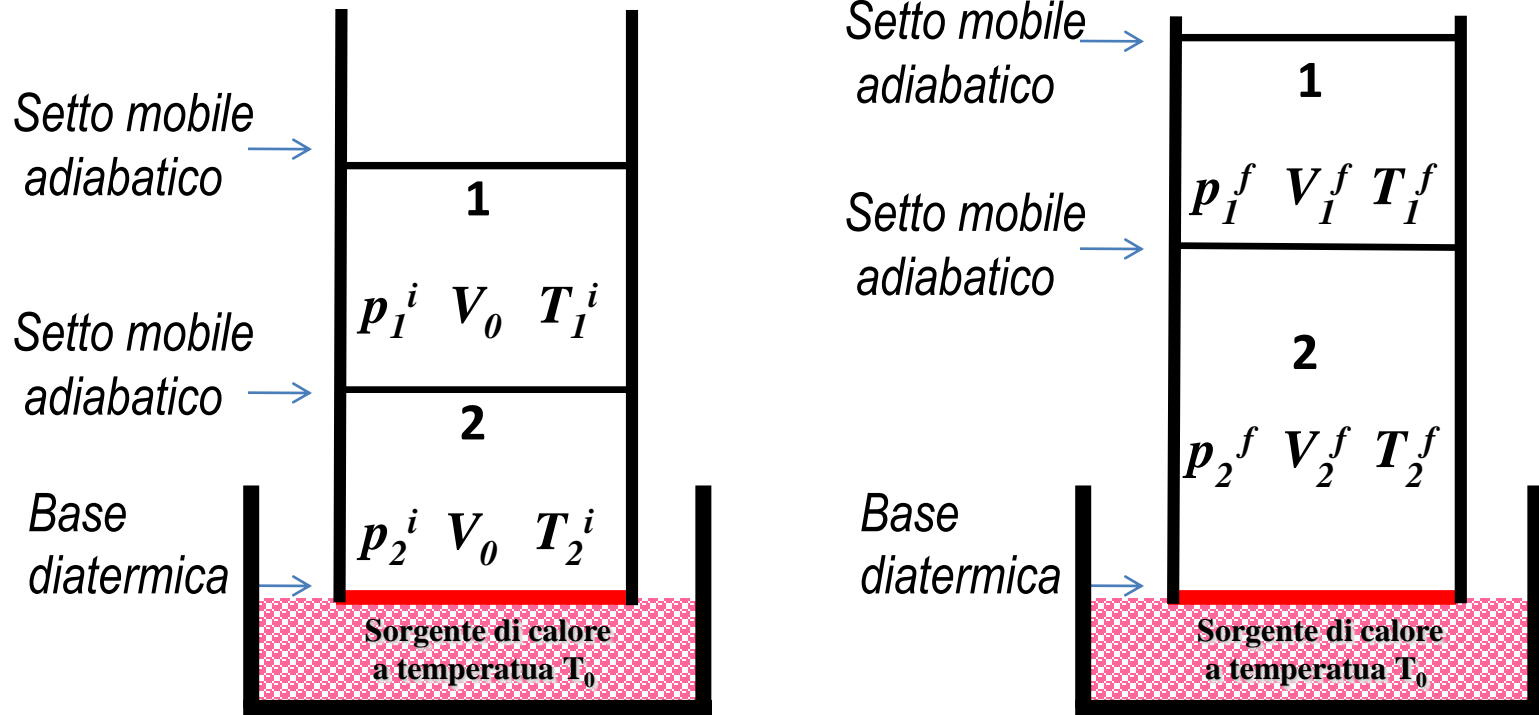 Setto mobile
adiabatico
1
p₁ⁱ V₀ T₁ⁱ
Setto mobile
adiabatico
2
p₂ⁱ V₀ T₂ⁱ
Base
diatermica
Sorgente di calore
a temperatua T₀
Setto mobile
adiabatico
1
p₁ᶠ V₁ᶠ T₁ᶠ
Setto mobile
adiabatico
2
p₂ᶠ V₂ᶠ T₂ᶠ
Base
diatermica
Sorgente di calore
a temperatua T₀